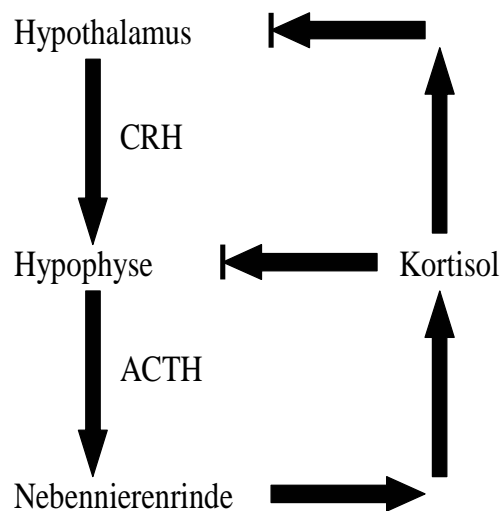 Hypothalamus
CRH
Hypophyse
Kortisol
ACTH
Nebennierenrinde